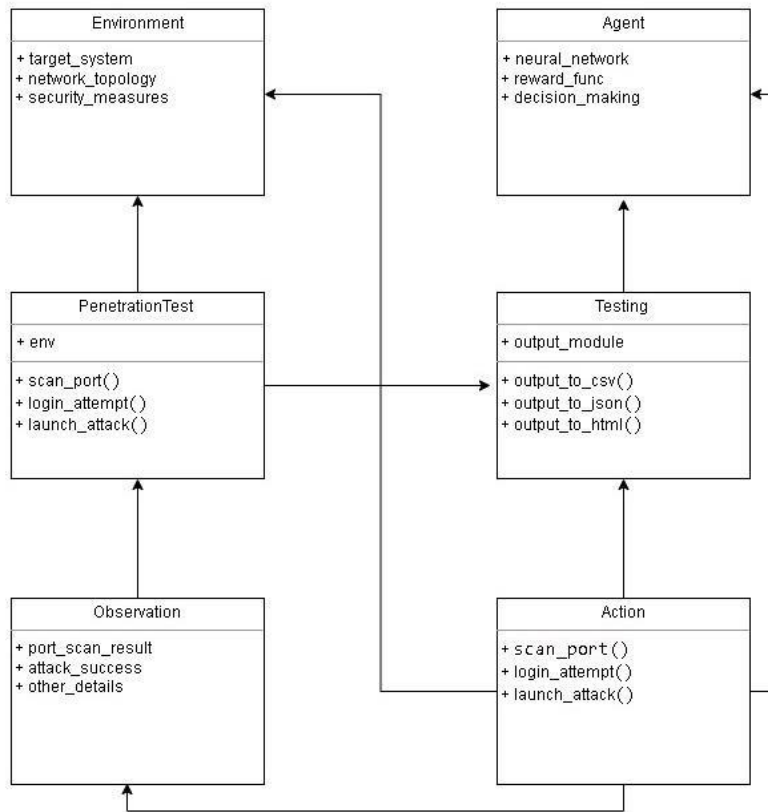 Environment
+ target_system
+ network_topology
+ security_measures
Agent
+ neural_network
+ reward_func
+ decision_making
PenetrationTest
+ env
+ scan_port()
+ login_attempt()
+ launch_attack()
Testing
+ output_module
+ output_to_csv()
+ output_to_json()
+ output_to_html()
Observation
+ port_scan_result
+ attack_success
+ other_details
Action
+ scan_port()
+ login_attempt()
+ launch_attack()